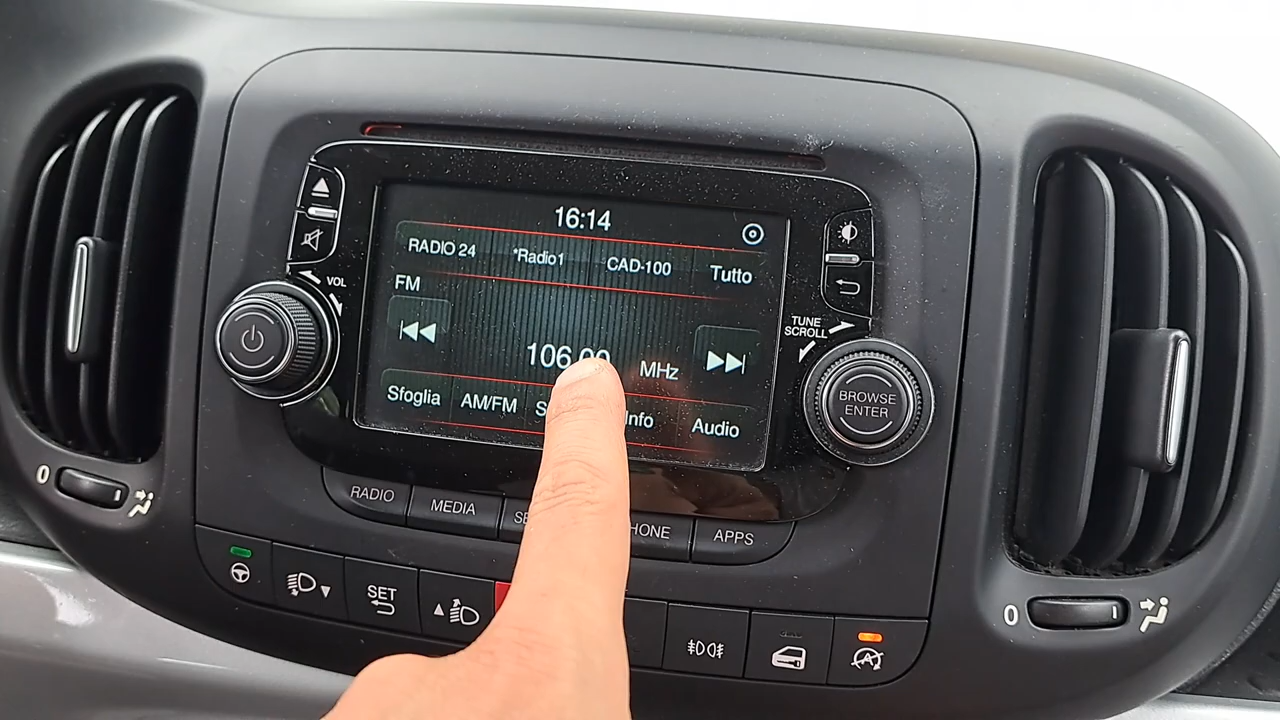 16:14
RADIO 24 *Radio1 CAD-100 Tutto
FM
106.00 MHz
Sfoglia AM/FM Info Audio
VOL
TUNE
SCROLL
BROWSE
ENTER
RADIO MEDIA APPS
SET
0
0